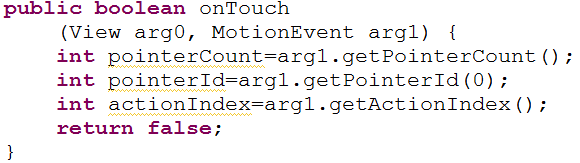 public boolean onTouch
(View arg0, MotionEvent arg1) {
int pointerCount=arg1.getPointerCount();
int pointerId=arg1.getPointerId(0);
int actionIndex=arg1.getActionIndex();
return false;
}